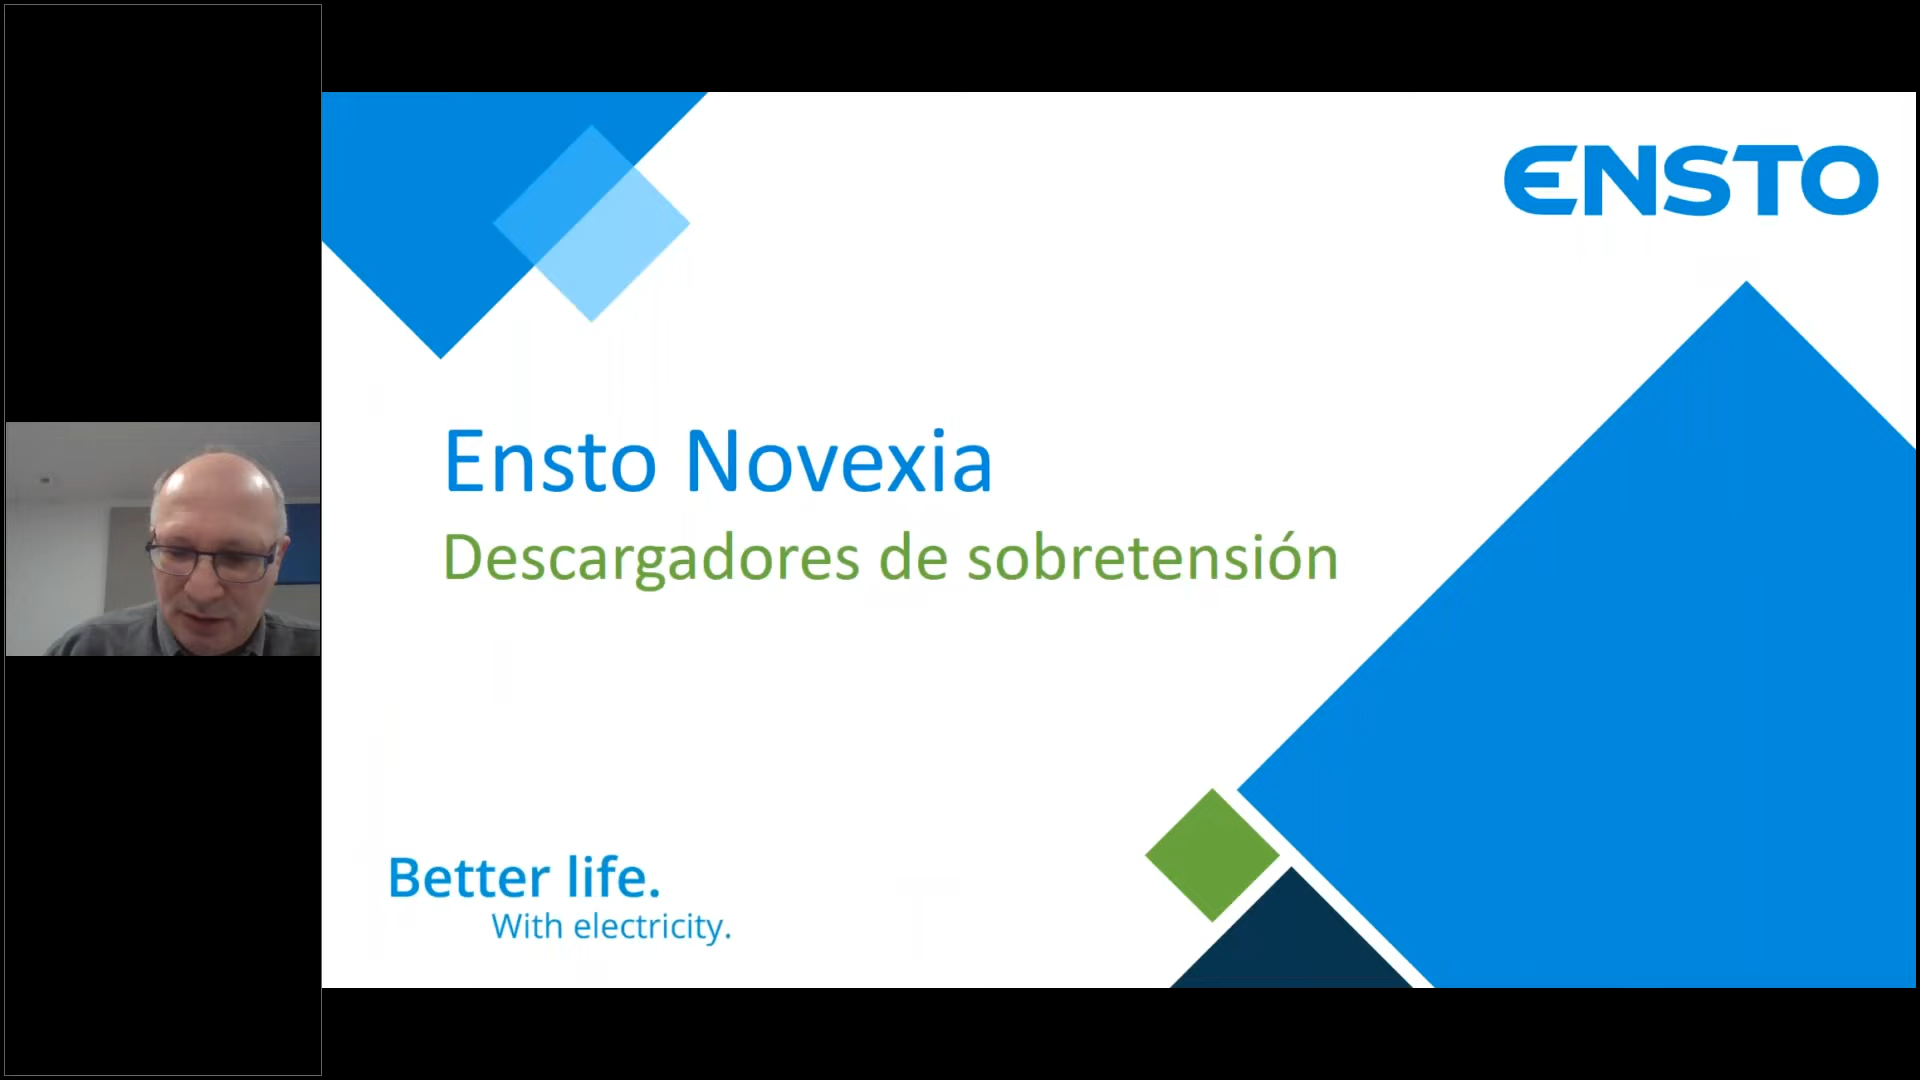 ENSTO
Ensto Novexia
Descargadores de sobretensión
Better life.
With electricity.